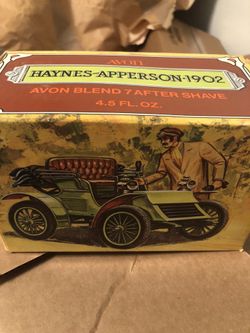 AVON
HAYNES-APPERSON·1902
AVON BLEND 7 AFTER SHAVE
4.5 FL. OZ.